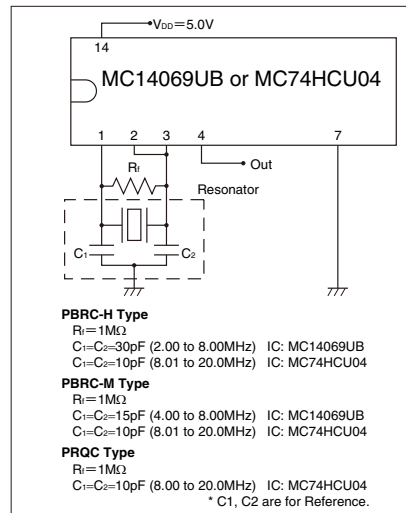 VDD=5.0V
14
MC14069UB or MC74HCU04
1 2 3 4 7
Rf
Out
Resonator
C1 C2
PBRC-H Type
Rf=1MΩ
C1=C2=30pF (2.00 to 8.00MHz) IC: MC14069UB
C1=C2=10pF (8.01 to 20.0MHz) IC: MC74HCU04
PBRC-M Type
Rf=1MΩ
C1=C2=15pF (4.00 to 8.00MHz) IC: MC14069UB
C1=C2=10pF (8.01 to 20.0MHz) IC: MC74HCU04
PRQC Type
Rf=1MΩ
C1=C2=10pF (8.00 to 20.0MHz) IC: MC74HCU04
* C1, C2 are for Reference.